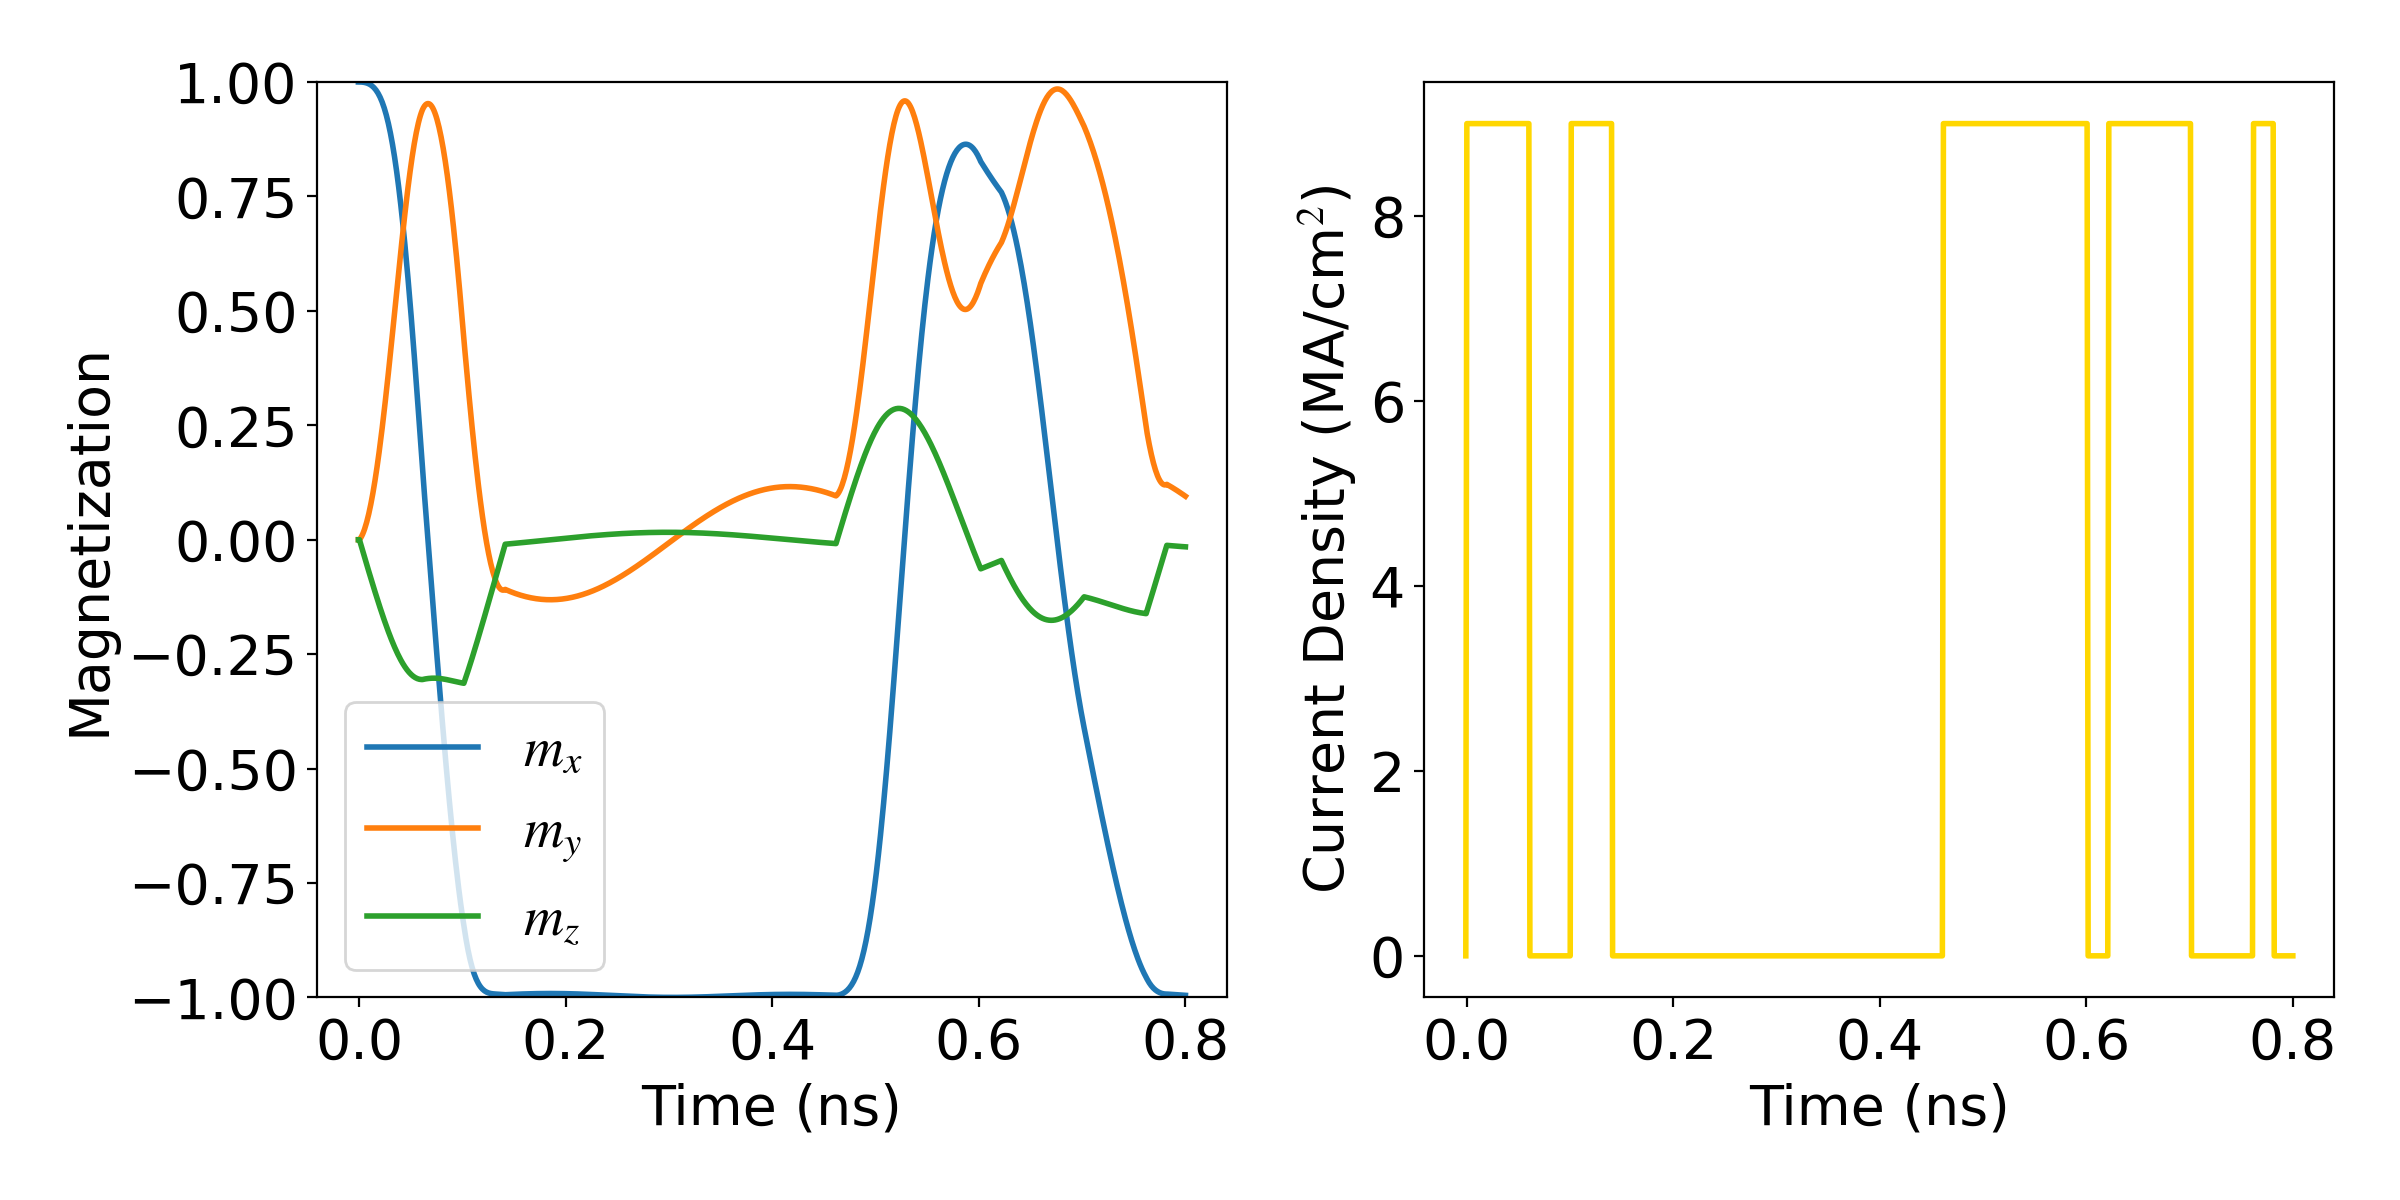 Magnetization
1.00
0.75
0.50
0.25
0.00
−0.25
−0.50
−0.75
−1.00
m_x
m_y
m_z
0.0 0.2 0.4 0.6 0.8
Time (ns)
Current Density (MA/cm²)
8
6
4
2
0
0.0 0.2 0.4 0.6 0.8
Time (ns)